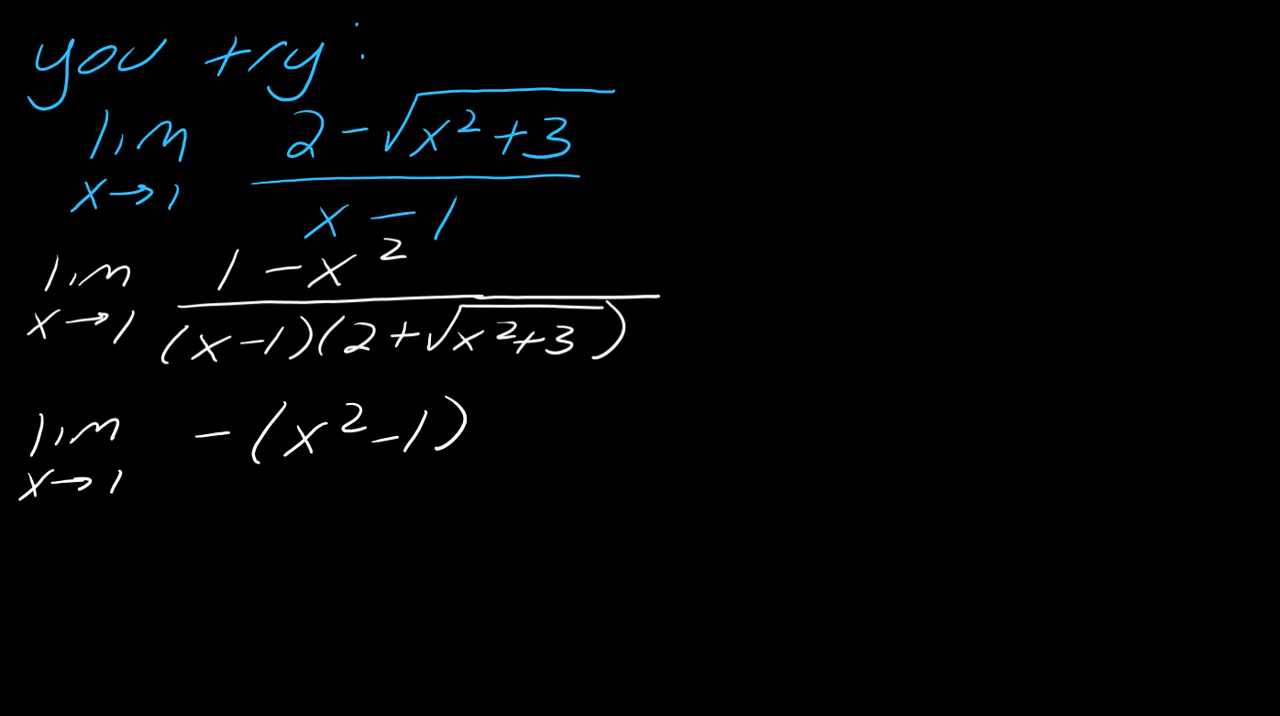 you try:
lim x→1 (2 - √(x² + 3)) / (x - 1)
lim x→1 (1 - x²) / ((x-1)(2+√(x²+3)))
lim x→1 -(x²-1)